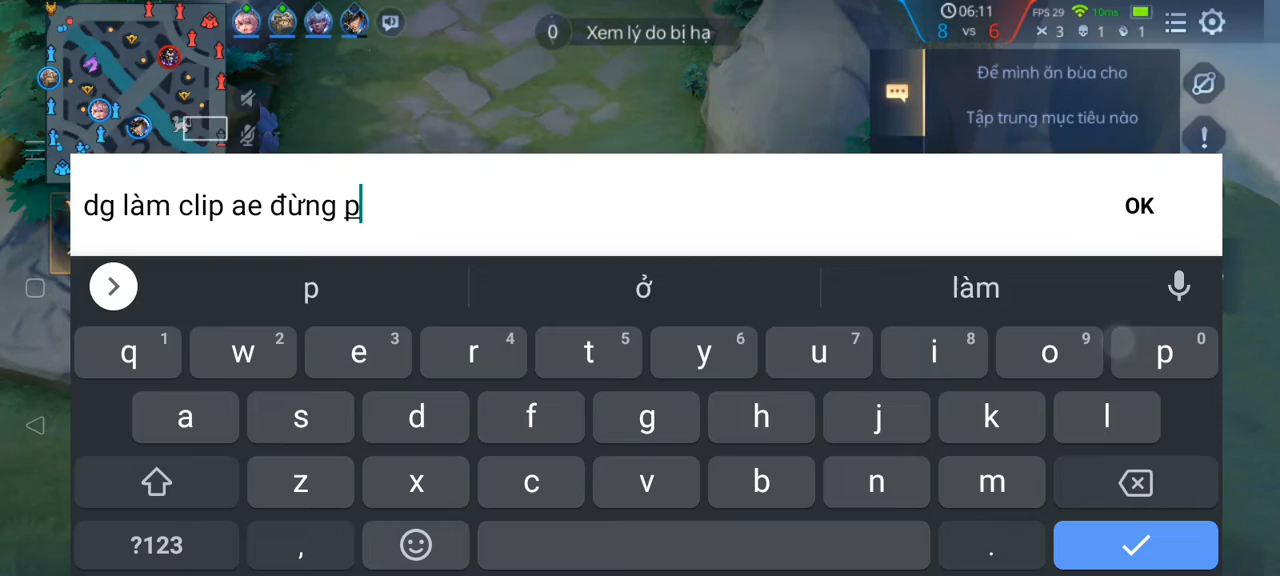 0 Xem lý do bị hạ
06:11
8 vs 6
FPS 29 10ms
3 1 1
Để mình ăn bùa cho
Tập trung mục tiêu nào
dg làm clip ae đừng p
OK
p ở làm
q 1 w 2 e 3 r 4 t 5 y 6 u 7 i 8 o 9 p 0
a s d f g h j k l
z x c v b n m
?123 , .